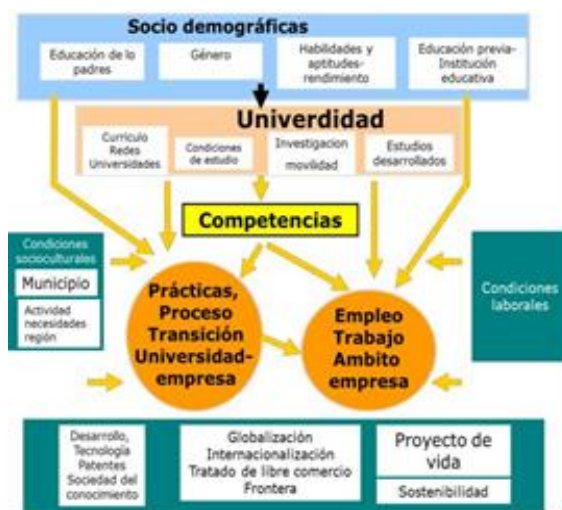 Socio demográficas
Educación de lo
padres
Género
Habilidades y
aptitudes-
rendimiento
Educación previa-
Institución
educativa
Univerdidad
Currículo
Redes
Universidades
Condiciones
de estudio
Investigacion
movilidad
Estudios
desarrollados
Competencias
Condiciones
socioculturales
Municipio
Actividad
necesidades
región
Prácticas,
Proceso
Transición
Universidad-
empresa
Empleo
Trabajo
Ambito
empresa
Condiciones
laborales
Desarrollo,
Tecnología
Patentes
Sociedad del
conocimiento
Globalización
Internacionalización
Tratado de libre comercio
Frontera
Proyecto de
vida
Sostenibilidad